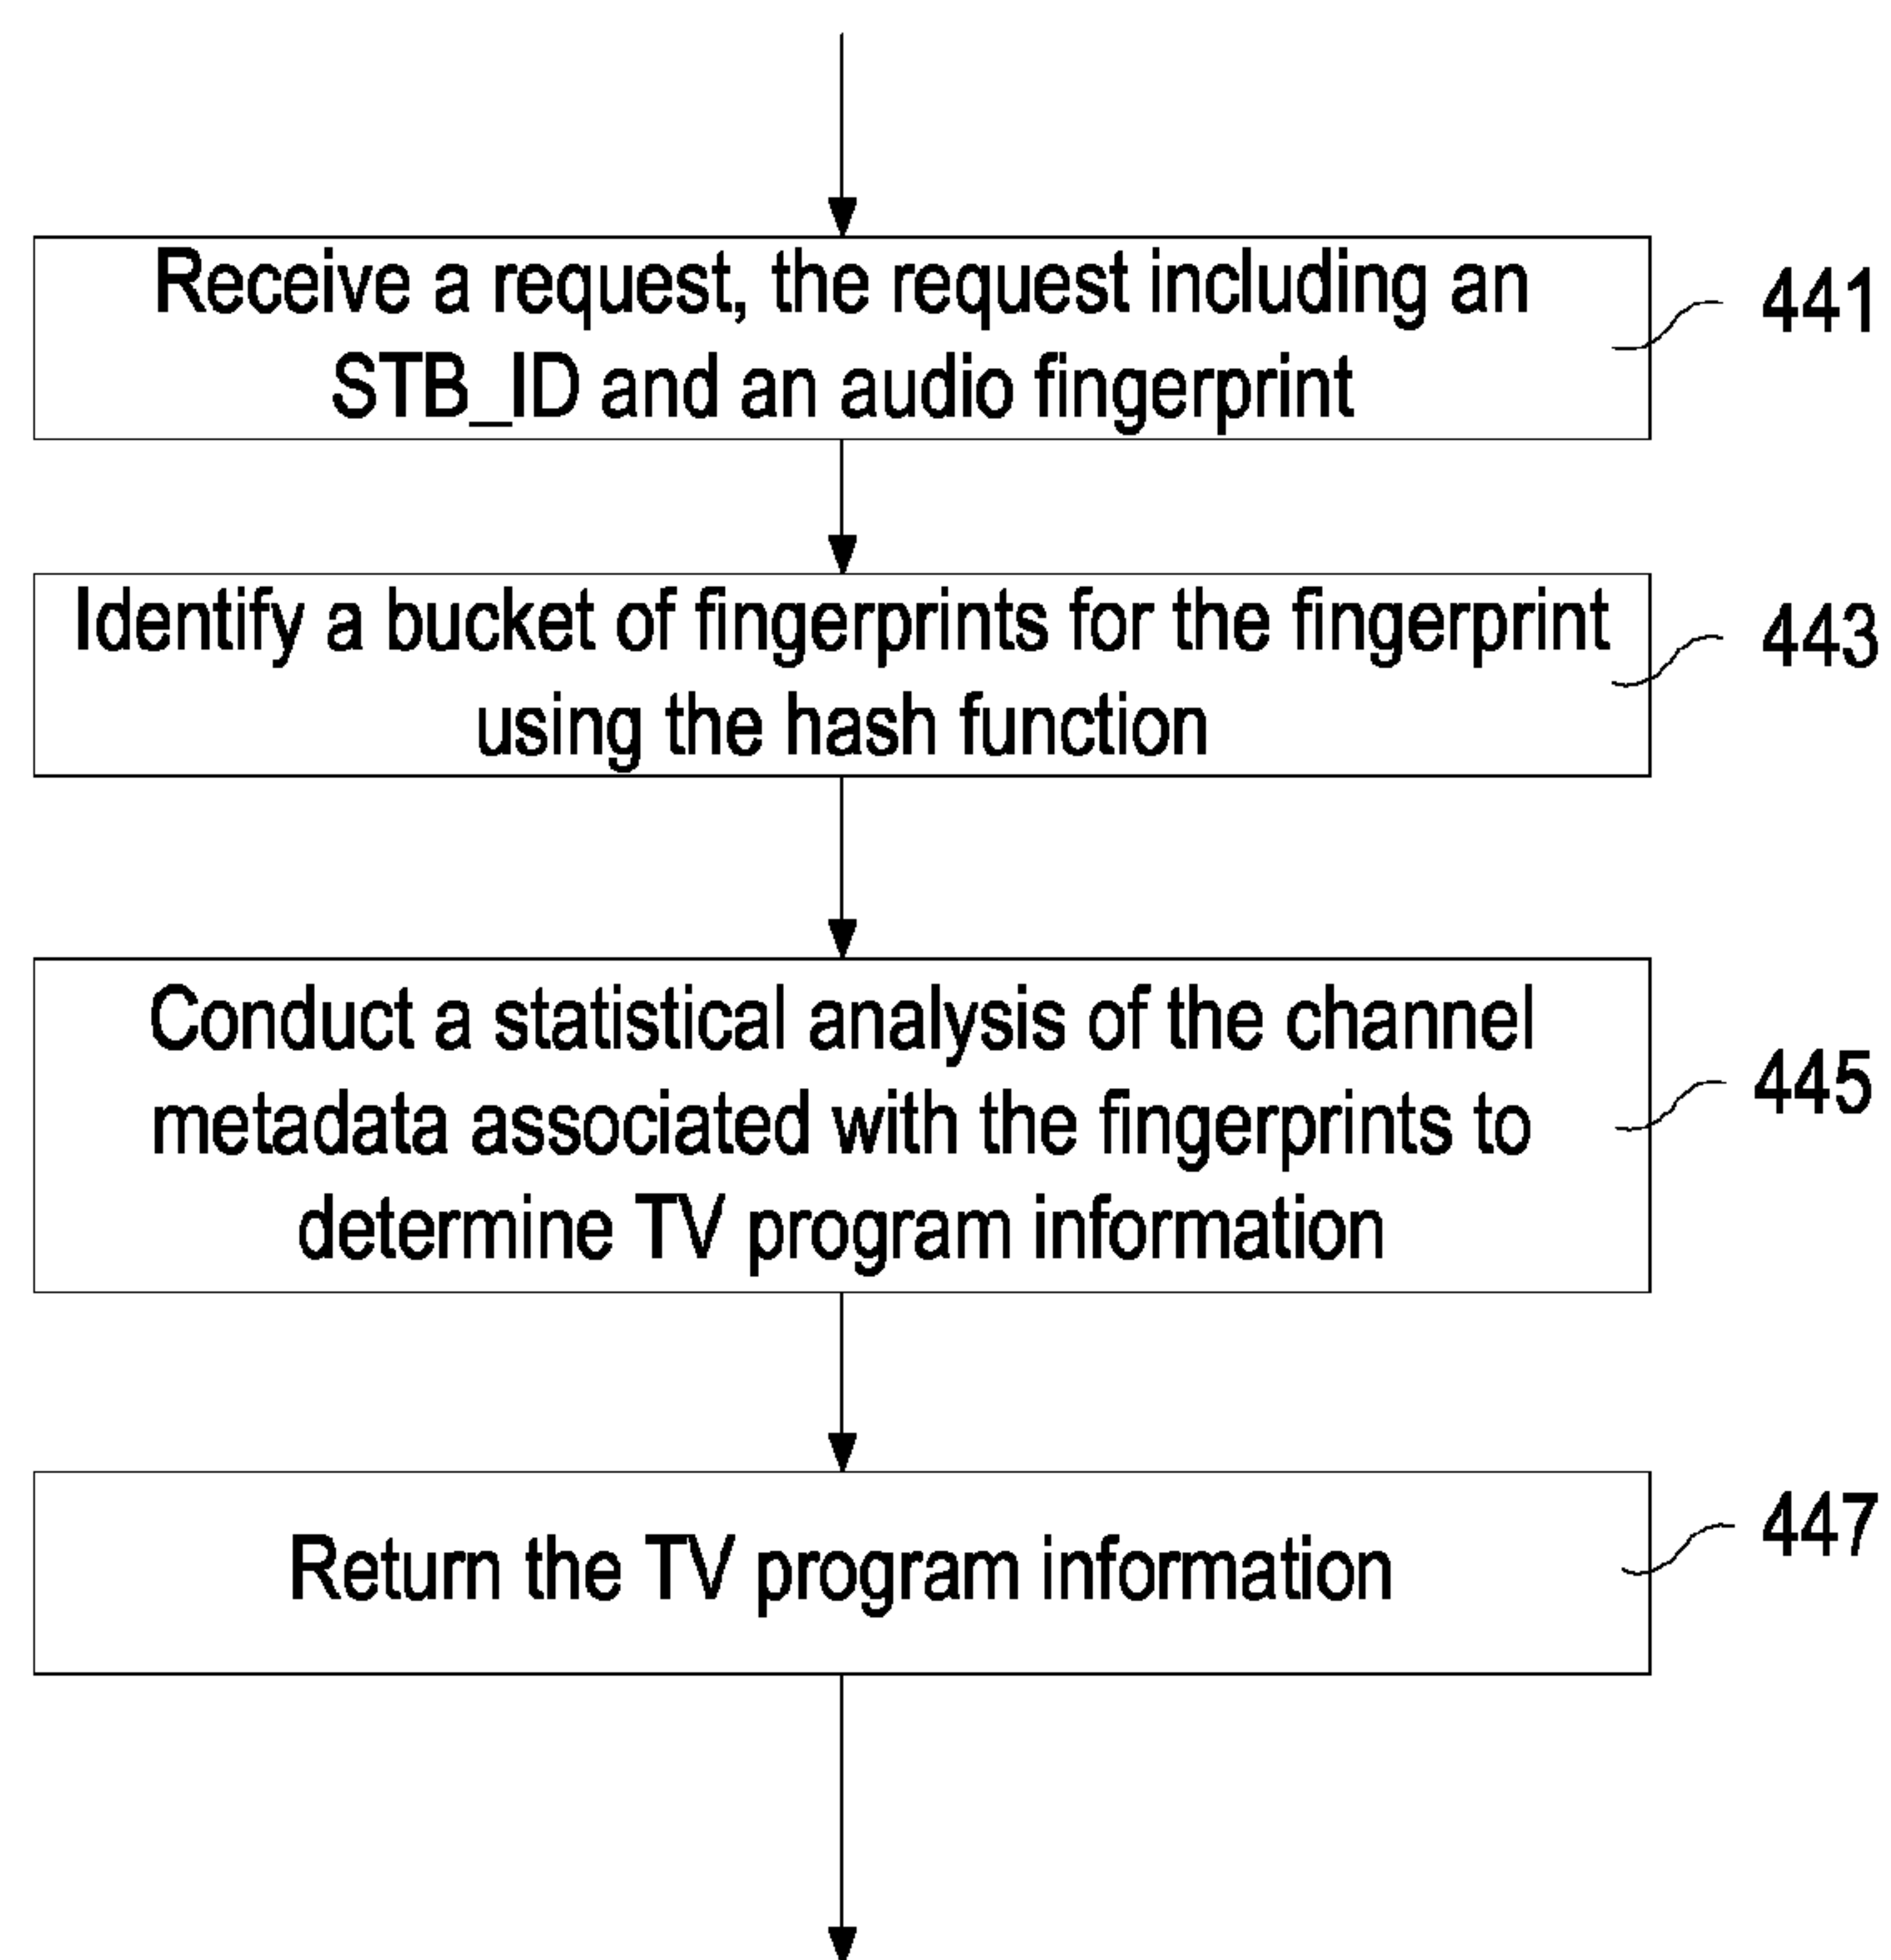 Receive a request, the request including an
STB_ID and an audio fingerprint
441
Identify a bucket of fingerprints for the fingerprint
using the hash function
443
Conduct a statistical analysis of the channel
metadata associated with the fingerprints to
determine TV program information
445
Return the TV program information
447